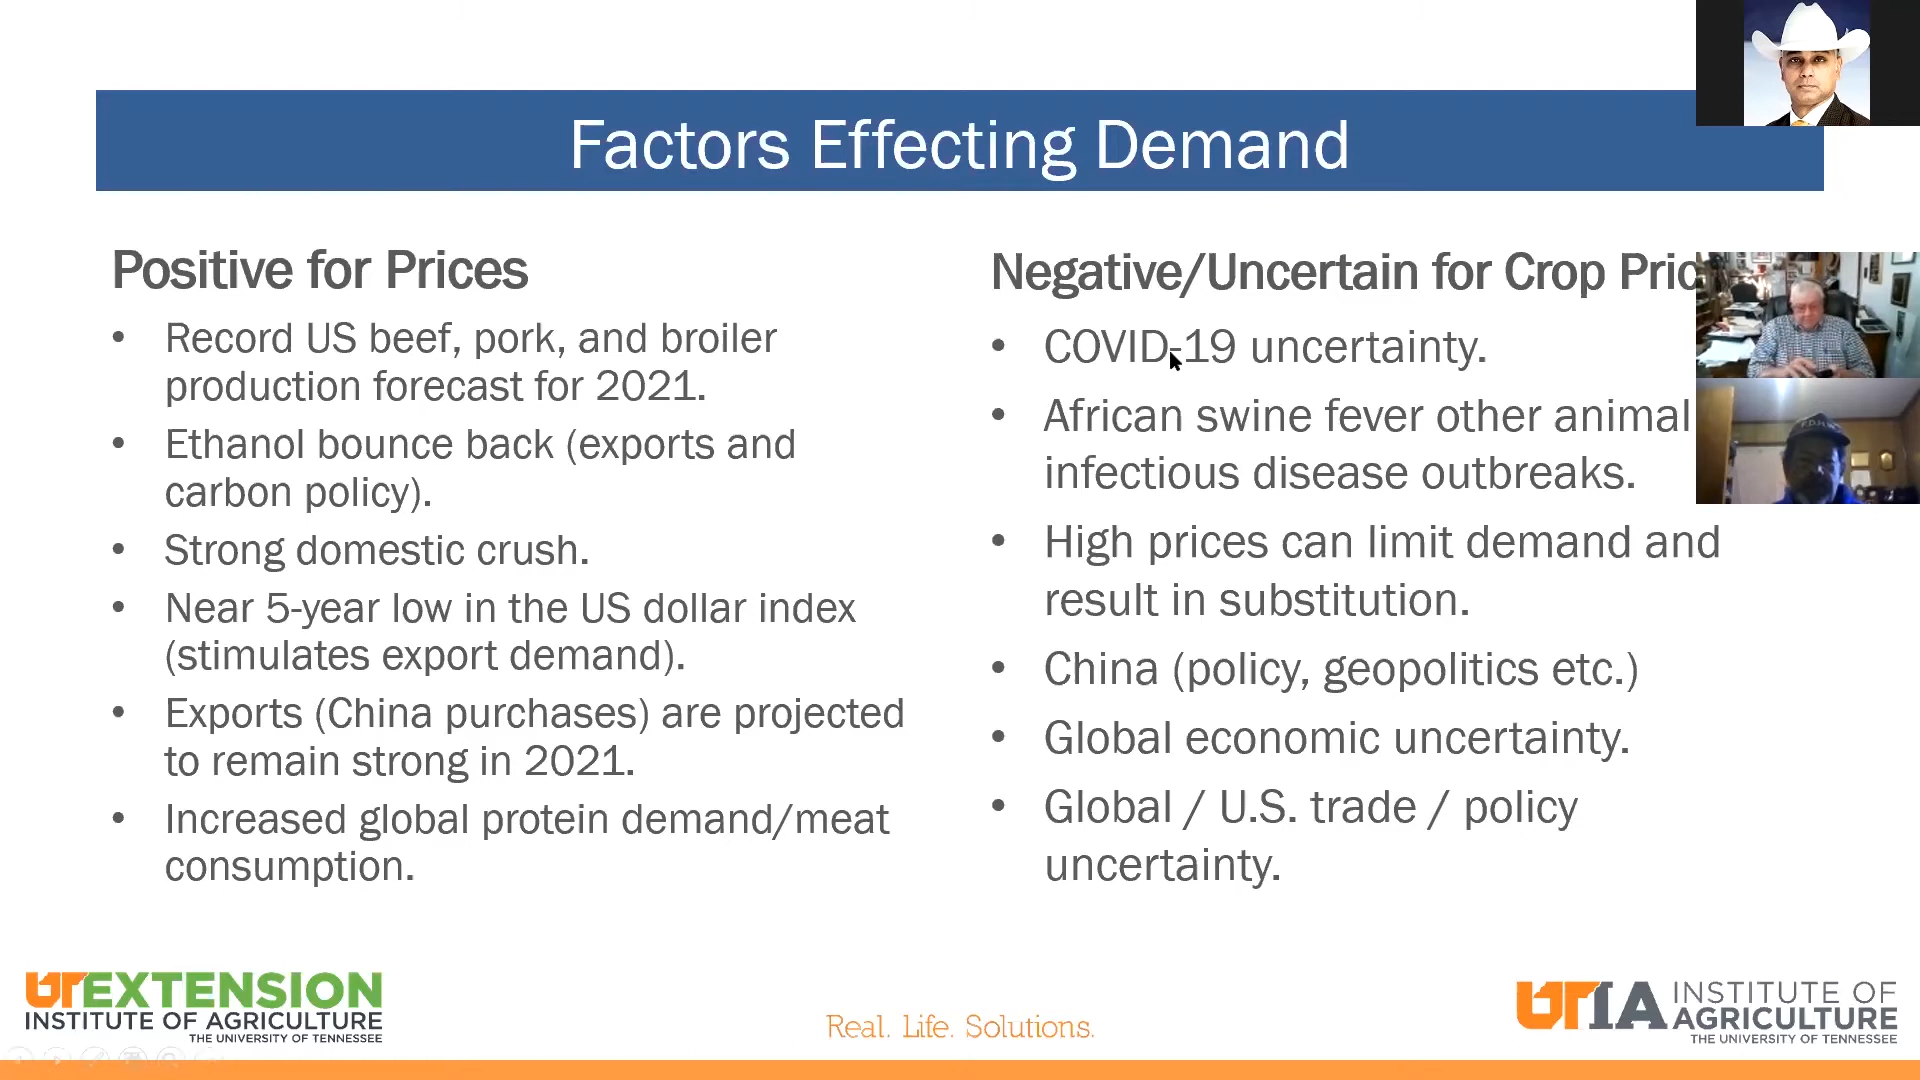 Factors Effecting Demand
Positive for Prices
• Record US beef, pork, and broiler
production forecast for 2021.
• Ethanol bounce back (exports and
carbon policy).
• Strong domestic crush.
• Near 5-year low in the US dollar index
(stimulates export demand).
• Exports (China purchases) are projected
to remain strong in 2021.
• Increased global protein demand/meat
consumption.
Negative/Uncertain for Crop Pric
• COVID-19 uncertainty.
• African swine fever other animal
infectious disease outbreaks.
• High prices can limit demand and
result in substitution.
• China (policy, geopolitics etc.)
• Global economic uncertainty.
• Global / U.S. trade / policy
uncertainty.
UTEXTENSION
INSTITUTE OF AGRICULTURE
THE UNIVERSITY OF TENNESSEE
Real. Life. Solutions.
UTIA INSTITUTE OF
AGRICULTURE
THE UNIVERSITY OF TENNESSEE